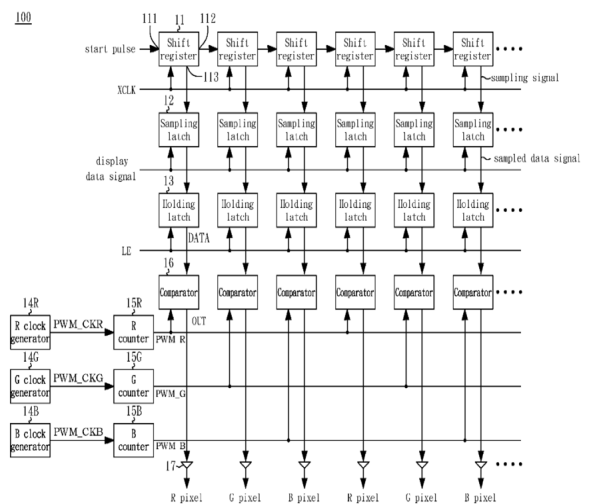 100
111 11 112
start pulse Shift register Shift register Shift register Shift register Shift register Shift register
113 sampling signal
XCLK
12
Sampling latch Sampling latch Sampling latch Sampling latch Sampling latch Sampling latch
display data signal sampled data signal
13
Holding latch Holding latch Holding latch Holding latch Holding latch Holding latch
DATA
LE
16
Comparator Comparator Comparator Comparator Comparator Comparator
14R 15R OUT
R clock generator PWM_CKR R counter PWM_R
14G 15G
G clock generator PWM_CKG G counter PWM_G
14B 15B
B clock generator PWM_CKB B counter PWM_B
17
R pixel G pixel B pixel R pixel G pixel B pixel